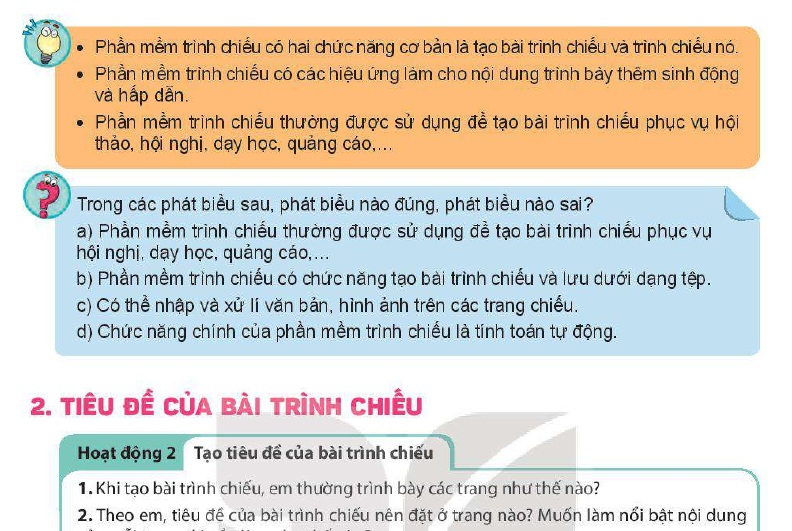 • Phần mềm trình chiếu có hai chức năng cơ bản là tạo bài trình chiếu và trình chiếu nó.
• Phần mềm trình chiếu có các hiệu ứng làm cho nội dung trình bày thêm sinh động
và hấp dẫn.
• Phần mềm trình chiếu thường được sử dụng để tạo bài trình chiếu phục vụ hội
thảo, hội nghị, dạy học, quảng cáo,...
Trong các phát biểu sau, phát biểu nào đúng, phát biểu nào sai?
a) Phần mềm trình chiếu thường được sử dụng để tạo bài trình chiếu phục vụ
hội nghị, dạy học, quảng cáo,...
b) Phần mềm trình chiếu có chức năng tạo bài trình chiếu và lưu dưới dạng tệp.
c) Có thể nhập và xử lí văn bản, hình ảnh trên các trang chiếu.
d) Chức năng chính của phần mềm trình chiếu là tính toán tự động.
2. TIÊU ĐỀ CỦA BÀI TRÌNH CHIẾU
Hoạt động 2 Tạo tiêu đề của bài trình chiếu
1. Khi tạo bài trình chiếu, em thường trình bày các trang như thế nào?
2. Theo em, tiêu đề của bài trình chiếu nên đặt ở trang nào? Muốn làm nổi bật nội dung